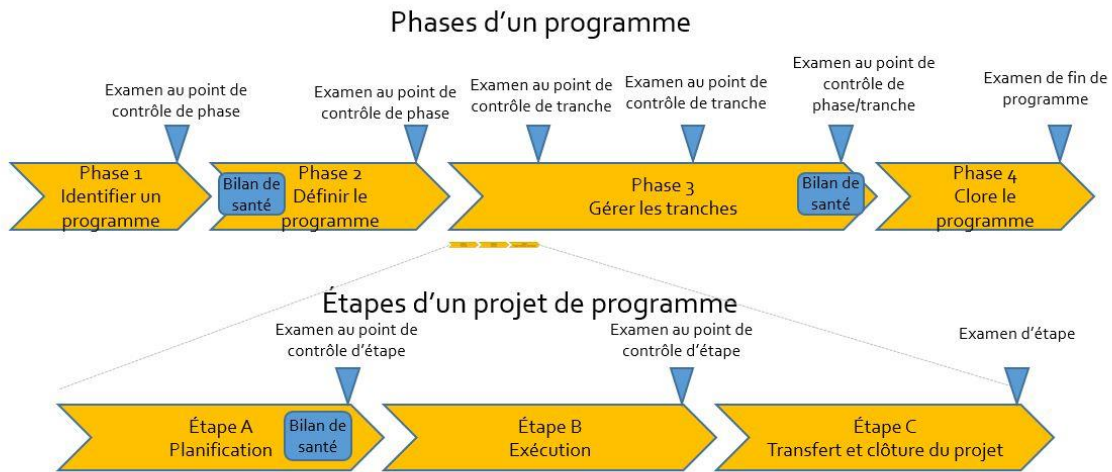 Phases d'un programme
Examen au point de
contrôle de phase
Examen au point de
contrôle de phase
Examen au point de
contrôle de tranche
Examen au point de
contrôle de tranche
Examen au point de
contrôle de
phase/tranche
Examen de fin de
programme
Phase 1
Identifier un
programme
Bilan de
santé
Phase 2
Définir le
programme
Phase 3
Gérer les tranches
Bilan de
santé
Phase 4
Clore le
programme
Étapes d'un projet de programme
Examen au point de
contrôle d'étape
Examen au point de
contrôle d'étape
Examen d'étape
Étape A
Planification
Bilan de
santé
Étape B
Exécution
Étape C
Transfert et clôture du projet